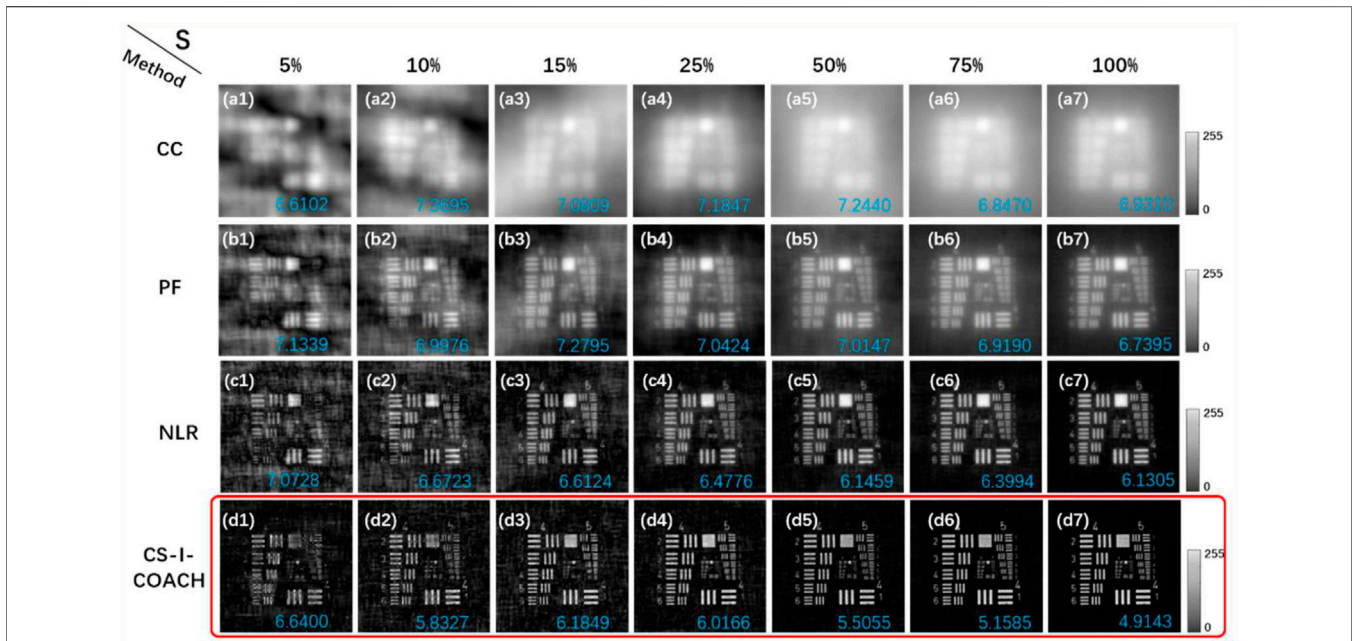 S
Method
5% 10% 15% 25% 50% 75% 100%
(a1) (a2) (a3) (a4) (a5) (a6) (a7)
CC
255
0
6.6102 7.3695 7.0809 7.1847 7.2440 6.8470 6.9310
(b1) (b2) (b3) (b4) (b5) (b6) (b7)
PF
255
0
7.1339 6.9976 7.2795 7.0424 7.0147 6.9190 6.7395
(c1) (c2) (c3) (c4) (c5) (c6) (c7)
NLR
255
0
7.0728 6.6723 6.6124 6.4776 6.1459 6.3994 6.1305
(d1) (d2) (d3) (d4) (d5) (d6) (d7)
CS-I-
COACH
255
0
6.6400 5.8327 6.1849 6.0166 5.5055 5.1585 4.9143